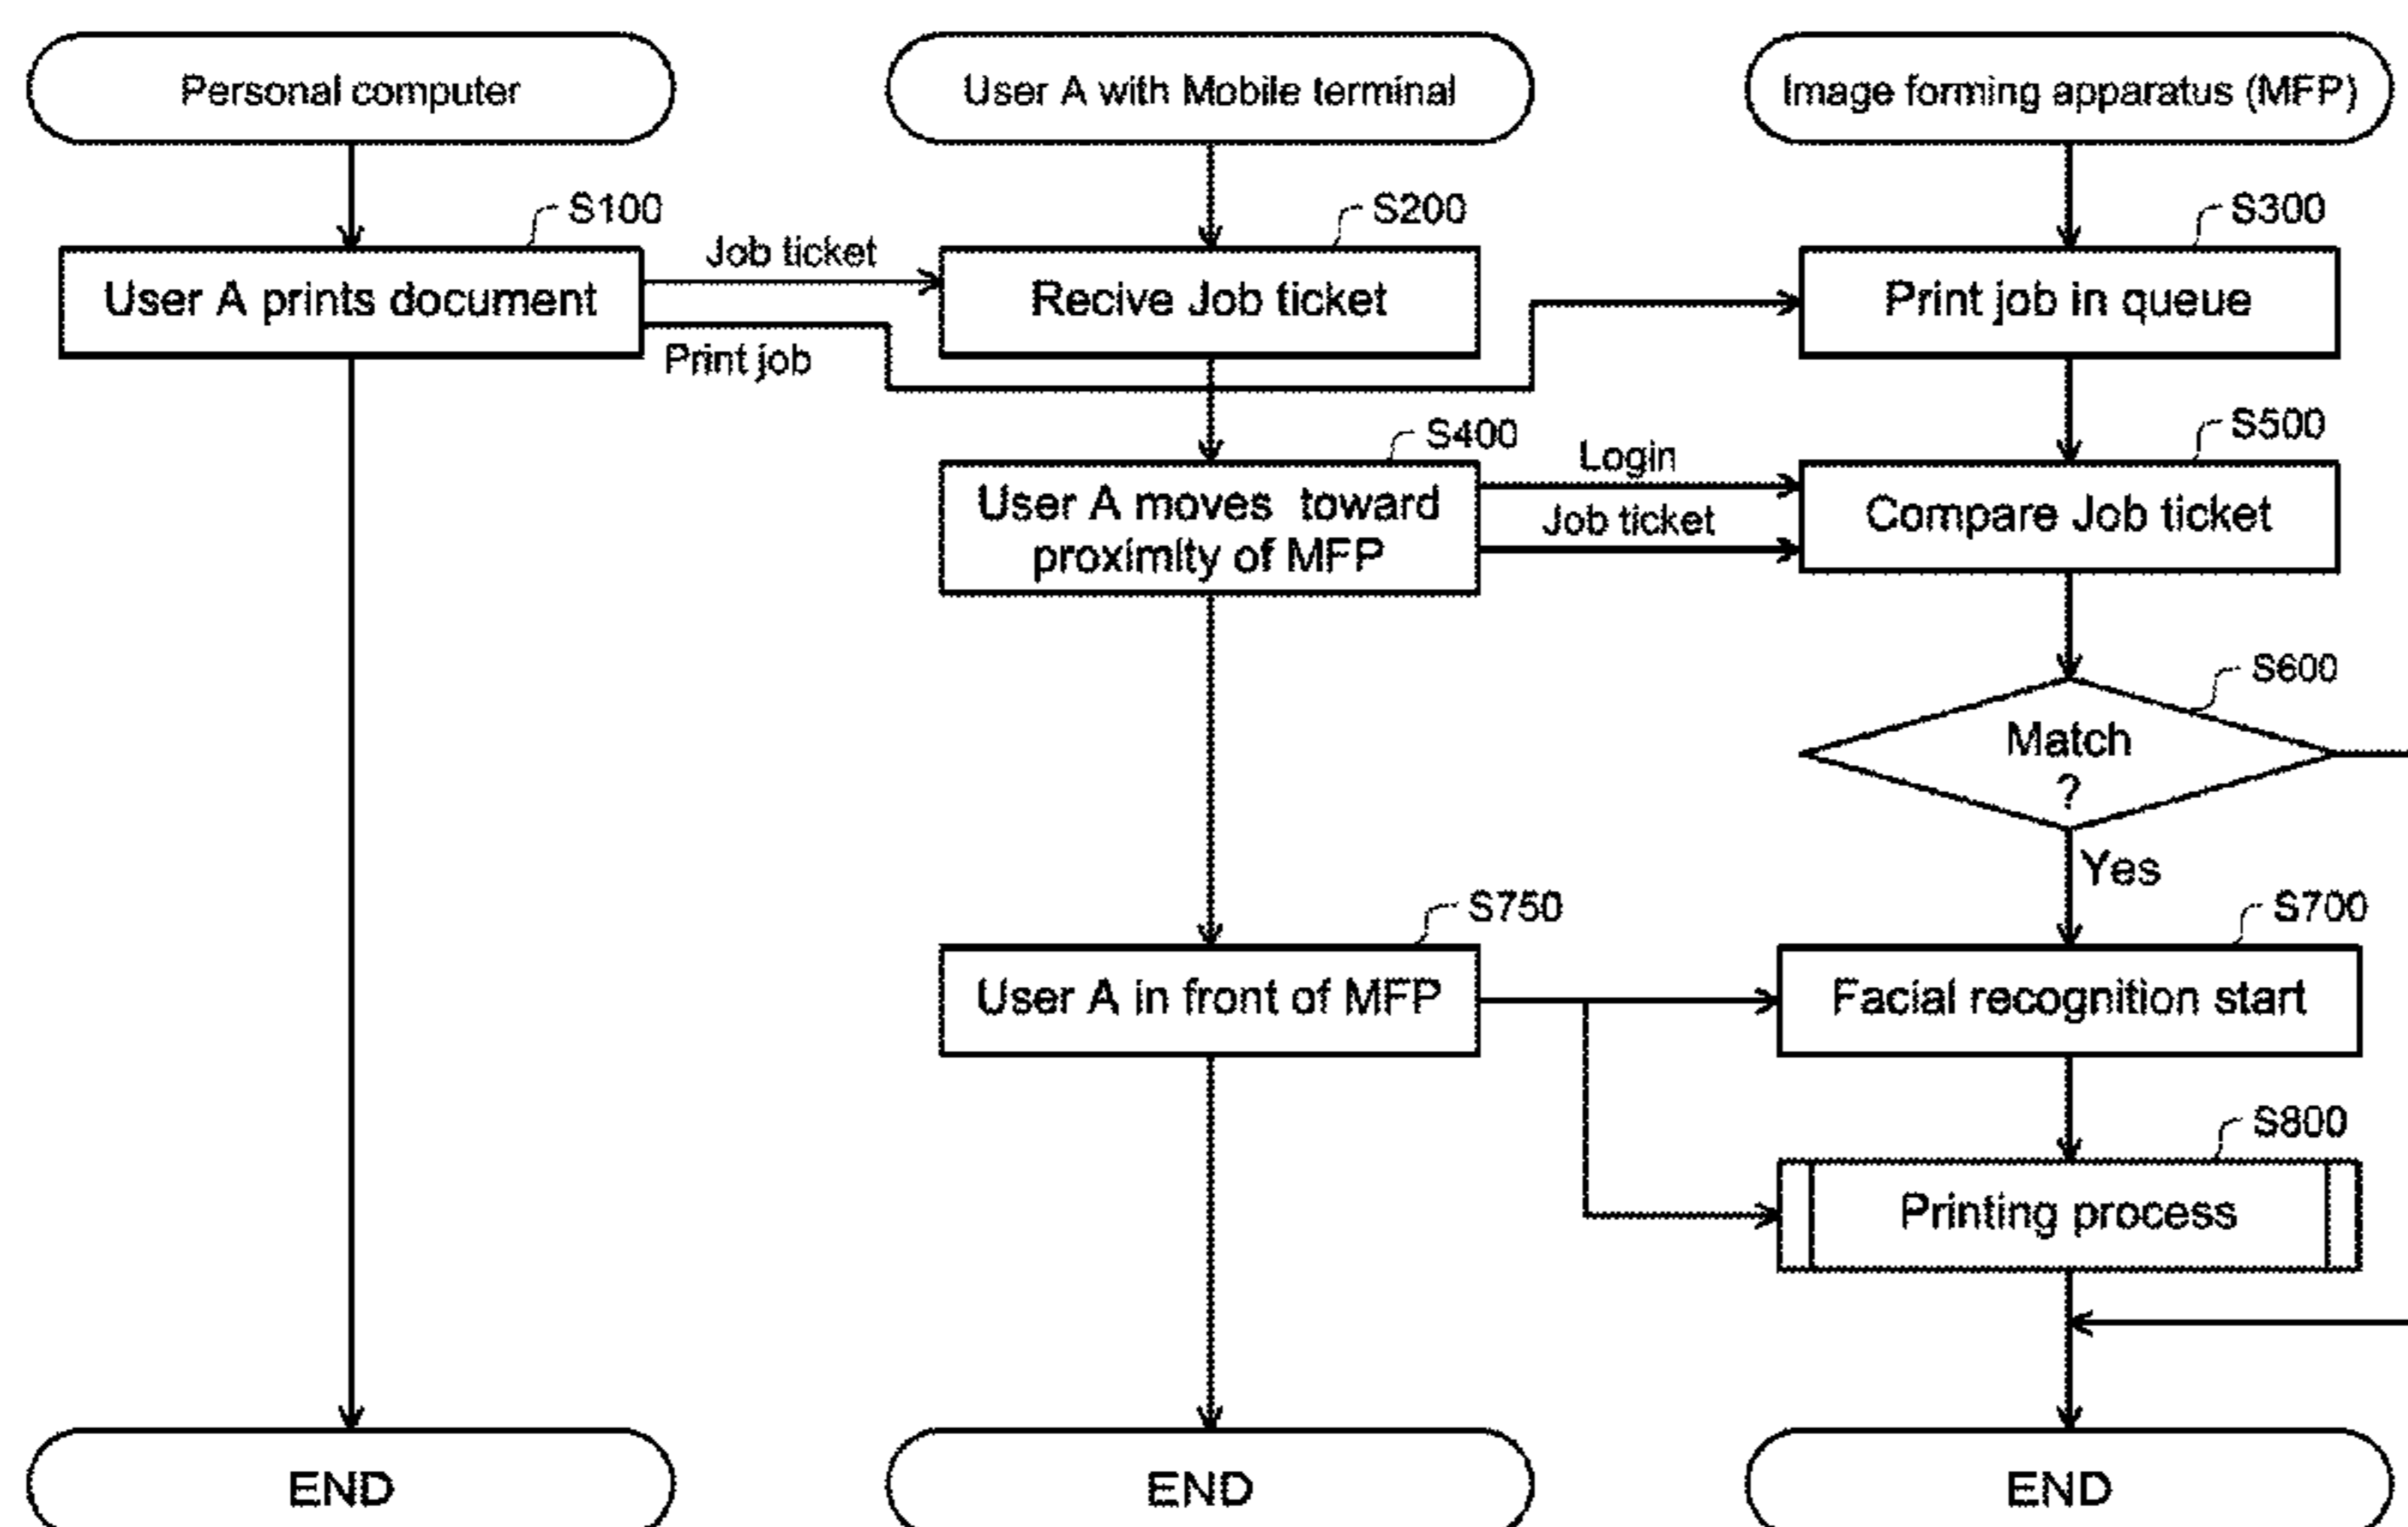 Personal computer
User A with Mobile terminal
Image forming apparatus (MFP)
S100
S200
S300
User A prints document
Job ticket
Recive Job ticket
Print job in queue
Print job
S400
S500
User A moves toward
proximity of MFP
Login
Job ticket
Compare Job ticket
S600
Match
?
Yes
S750
S700
User A in front of MFP
Facial recognition start
S800
Printing process
END
END
END